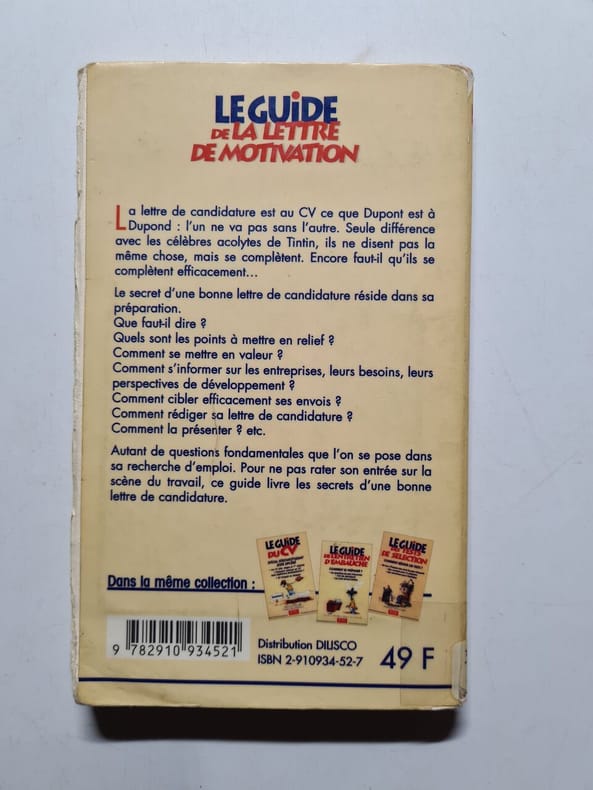 LE GUiDE
DE LA LETTRE
DE MOTIVATION
La lettre de candidature est au CV ce que Dupont est à
Dupond : l'un ne va pas sans l'autre. Seule différence
avec les célèbres acolytes de Tintin, ils ne disent pas la
même chose, mais se complètent. Encore faut-il qu'ils se
complètent efficacement...
Le secret d'une bonne lettre de candidature réside dans sa
préparation.
Que faut-il dire ?
Quels sont les points à mettre en relief ?
Comment se mettre en valeur ?
Comment s'informer sur les entreprises, leurs besoins, leurs
perspectives de développement ?
Comment cibler efficacement ses envois ?
Comment rédiger sa lettre de candidature ?
Comment la présenter ? etc.
Autant de questions fondamentales que l'on se pose dans
sa recherche d'emploi. Pour ne pas rater son entrée sur la
scène du travail, ce guide livre les secrets d'une bonne
lettre de candidature.
Dans la même collection :
LE GUiDE
DU CV
LE GUiDE
DE L'ENTRETIEN
D'EMBAUCHE
LE GUiDE
DES TESTS
DE SELECTION
9 782910 934521
Distribution DILISCO
ISBN 2-910934-52-7
49 F